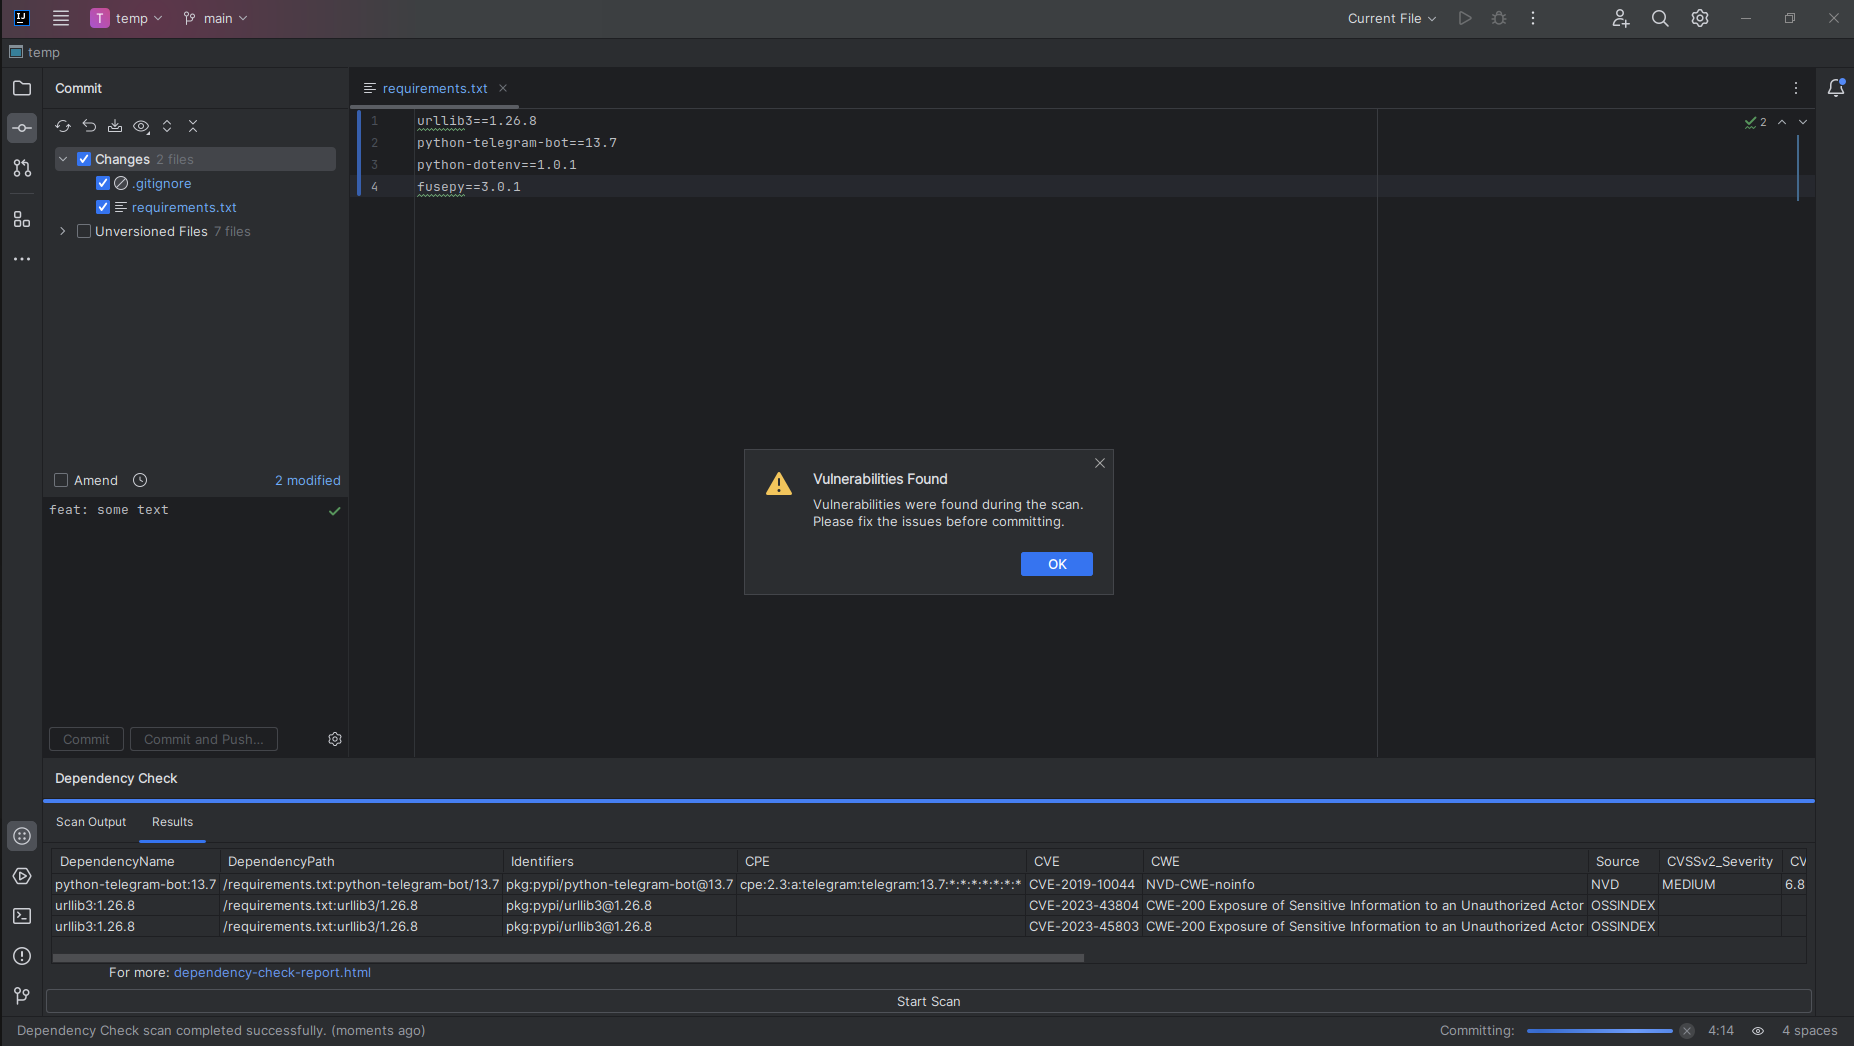 T temp main Current File
temp
Commit
requirements.txt
Changes 2 files
.gitignore
requirements.txt
Unversioned Files 7 files
1 urllib3==1.26.8
2 python-telegram-bot==13.7
3 python-dotenv==1.0.1
4 fusepy==3.0.1
2
Amend 2 modified
feat: some text
Commit Commit and Push...
Vulnerabilities Found
Vulnerabilities were found during the scan.
Please fix the issues before committing.
OK
Dependency Check
Scan Output Results
DependencyName DependencyPath Identifiers CPE CVE CWE Source CVSSv2_Severity CV
python-telegram-bot:13.7 /requirements.txt:python-telegram-bot/13.7 pkg:pypi/python-telegram-bot@13.7 cpe:2.3:a:telegram:telegram:13.7:*:*:*:*:*:*:* CVE-2019-10044 NVD-CWE-noinfo NVD MEDIUM 6.8
urllib3:1.26.8 /requirements.txt:urllib3/1.26.8 pkg:pypi/urllib3@1.26.8 CVE-2023-43804 CWE-200 Exposure of Sensitive Information to an Unauthorized Actor OSSINDEX
urllib3:1.26.8 /requirements.txt:urllib3/1.26.8 pkg:pypi/urllib3@1.26.8 CVE-2023-45803 CWE-200 Exposure of Sensitive Information to an Unauthorized Actor OSSINDEX
For more: dependency-check-report.html
Start Scan
Dependency Check scan completed successfully. (moments ago) Committing: 4:14 4 spaces